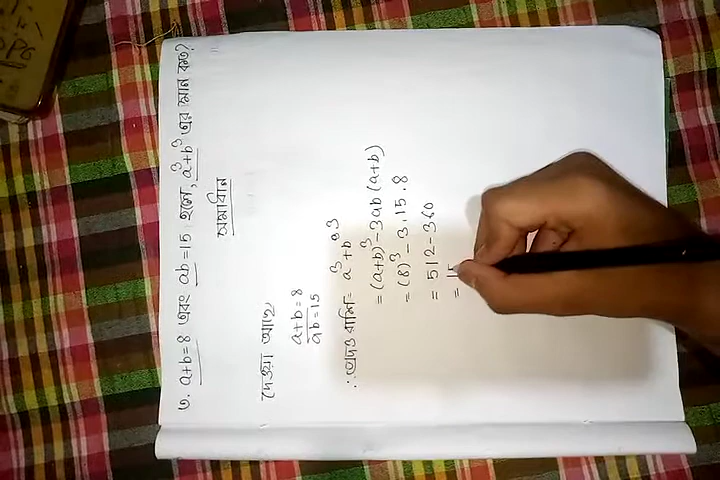 ৩. a+b=8 এবং ab=15 হলে, a³+b³ এর মান কত?
সমাধান
দেওয়া আছে
a+b=8
ab=15
∴ প্রদত্ত রাশি = a³+b³
= (a+b)³-3ab(a+b)
= (8)³-3.15.8
= 512-360
= 15